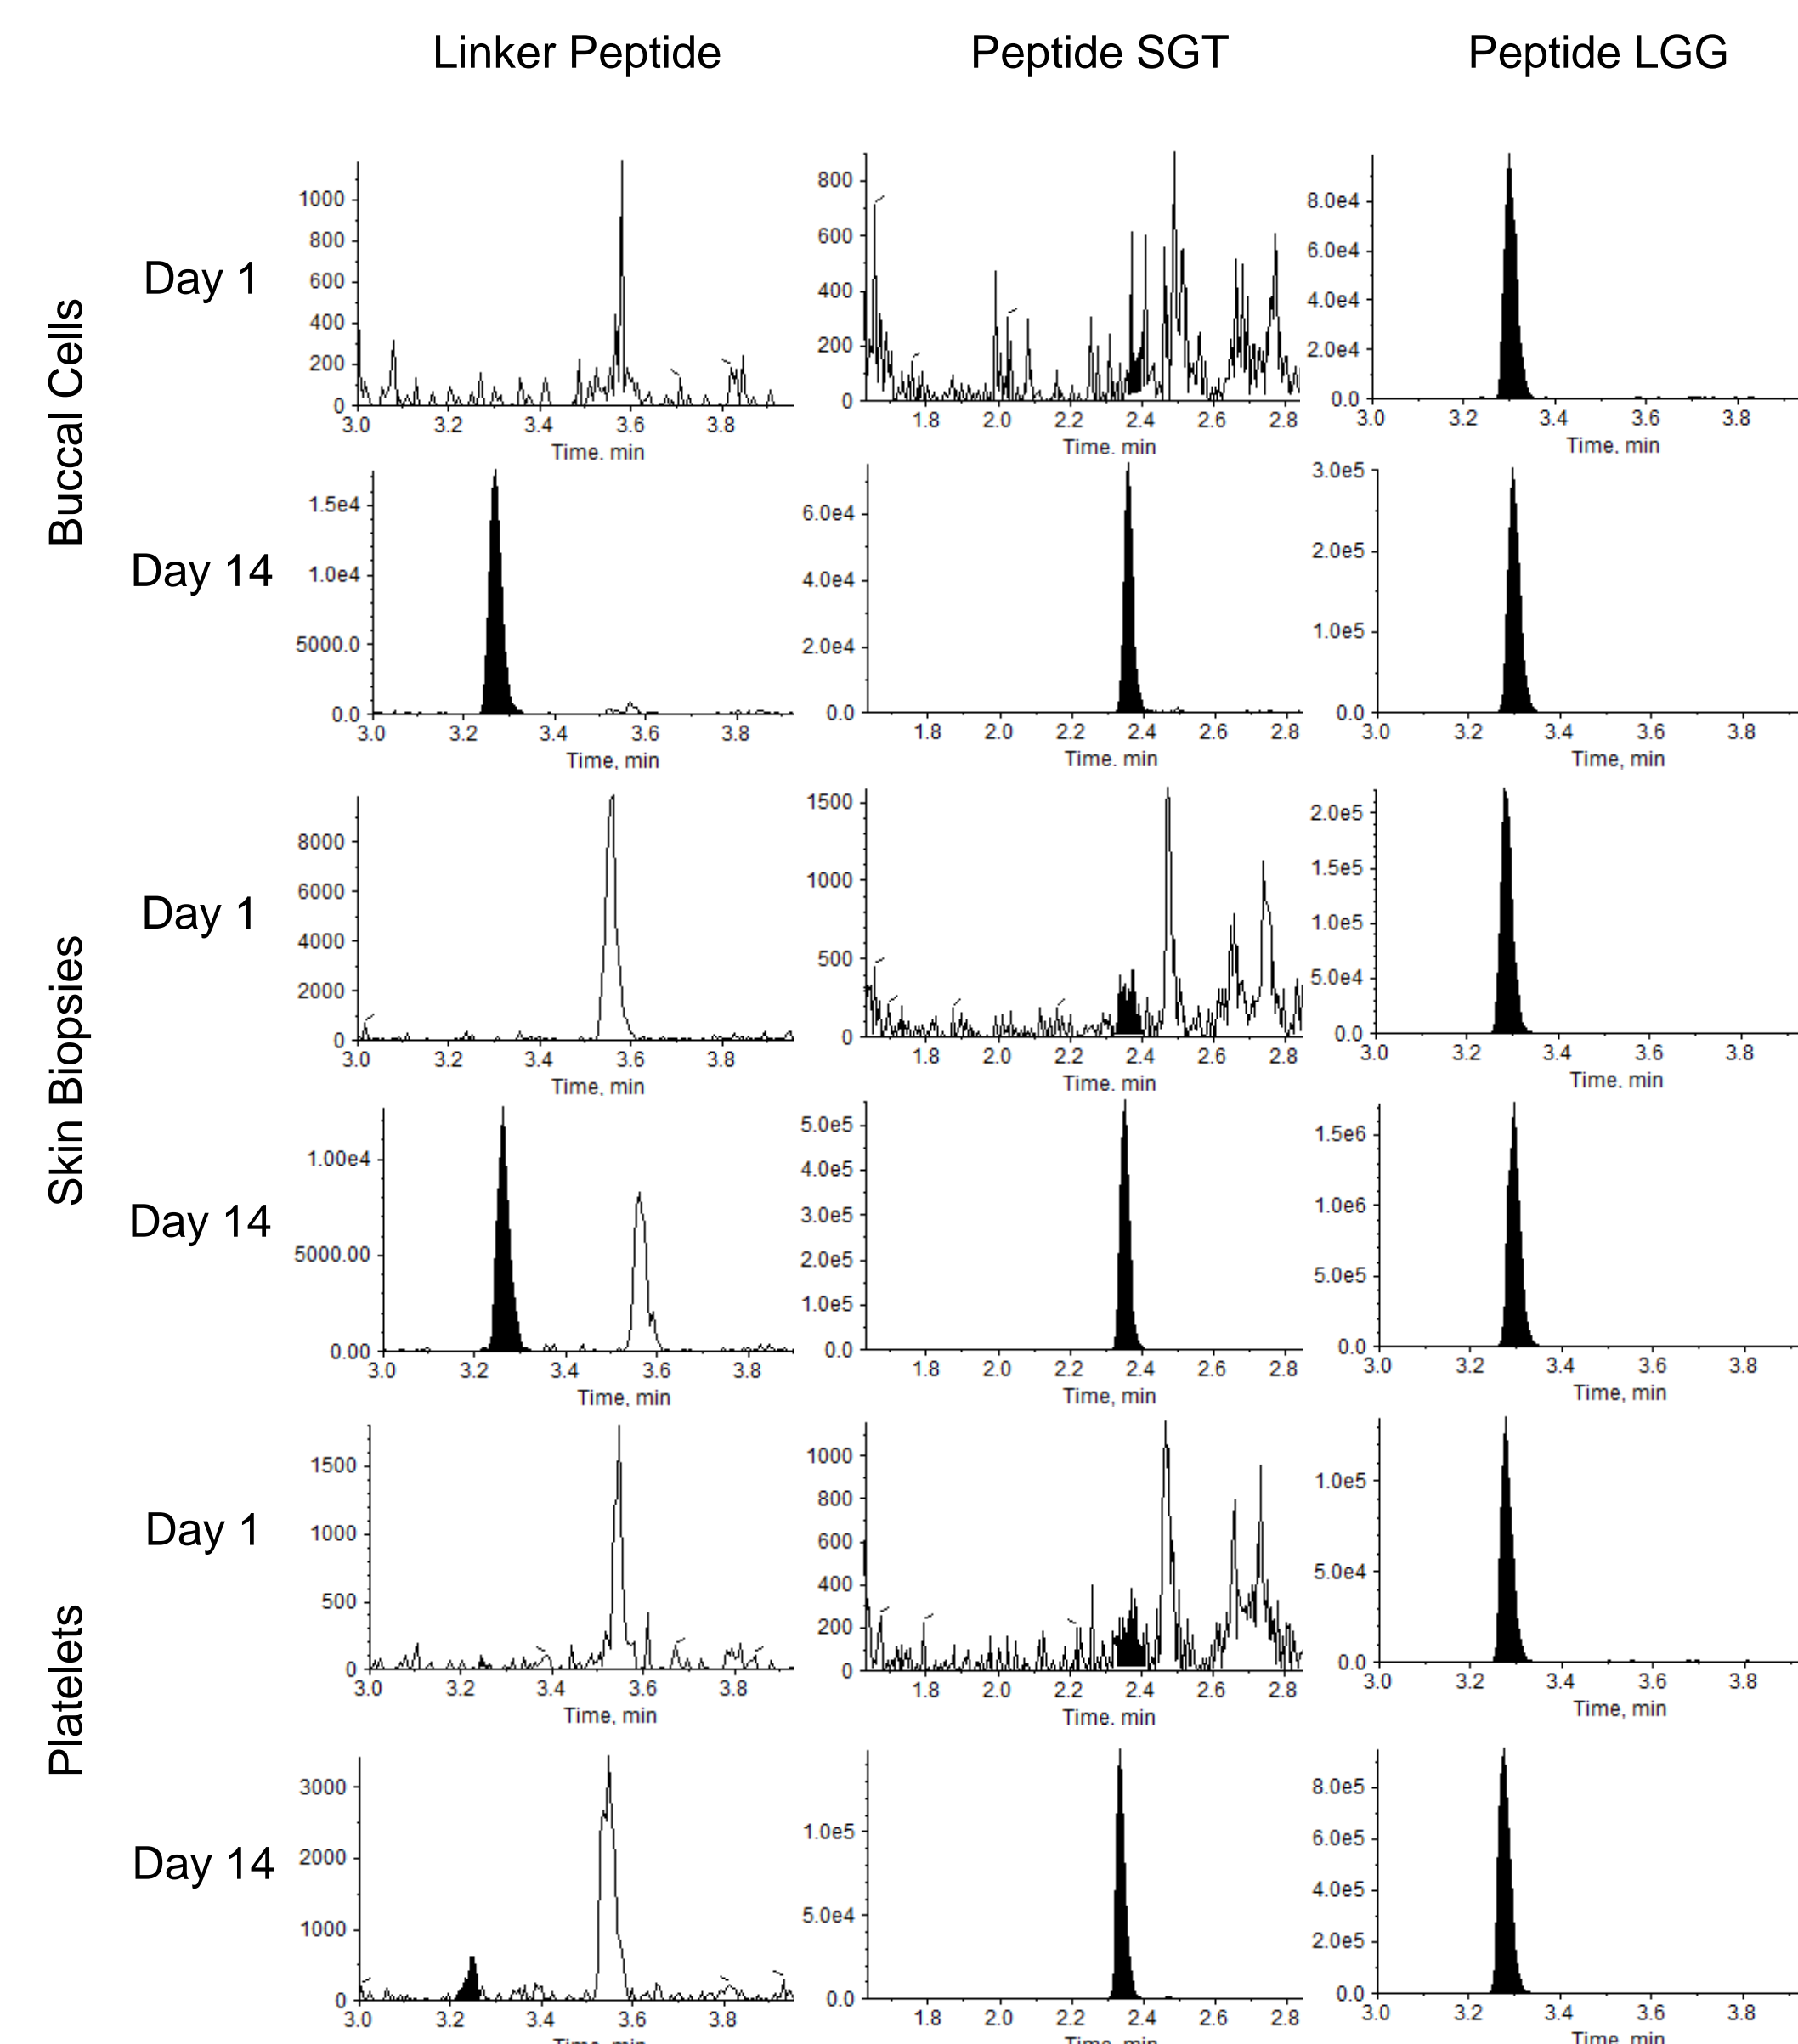 Linker Peptide Peptide SGT Peptide LGG
Buccal Cells
Day 1
1000 800 600 400 200 0
3.0 3.2 3.4 3.6 3.8
Time, min
800 600 400 200 0
1.8 2.0 2.2 2.4 2.6 2.8
Time, min
8.0e4 6.0e4 4.0e4 2.0e4 0.0
3.0 3.2 3.4 3.6 3.8
Time, min
Day 14
1.5e4 1.0e4 5000.0 0.0
3.0 3.2 3.4 3.6 3.8
Time, min
6.0e4 4.0e4 2.0e4 0.0
1.8 2.0 2.2 2.4 2.6 2.8
Time, min
3.0e5 2.0e5 1.0e5 0.0
3.0 3.2 3.4 3.6 3.8
Time, min
Skin Biopsies
Day 1
8000 6000 4000 2000 0
3.0 3.2 3.4 3.6 3.8
Time, min
1500 1000 500 0
1.8 2.0 2.2 2.4 2.6 2.8
Time, min
2.0e5 1.5e5 1.0e5 5.0e4 0.0
3.0 3.2 3.4 3.6 3.8
Time, min
Day 14
1.00e4 5000.00 0.00
3.0 3.2 3.4 3.6 3.8
Time, min
5.0e5 4.0e5 3.0e5 2.0e5 1.0e5 0.0
1.8 2.0 2.2 2.4 2.6 2.8
Time, min
1.5e6 1.0e6 5.0e5 0.0
3.0 3.2 3.4 3.6 3.8
Time, min
Platelets
Day 1
1500 1000 500 0
3.0 3.2 3.4 3.6 3.8
Time, min
1000 800 600 400 200 0
1.8 2.0 2.2 2.4 2.6 2.8
Time, min
1.0e5 5.0e4 0.0
3.0 3.2 3.4 3.6 3.8
Time, min
Day 14
3000 2000 1000 0
3.0 3.2 3.4 3.6 3.8
Time, min
1.0e5 5.0e4 0.0
1.8 2.0 2.2 2.4 2.6 2.8
Time, min
8.0e5 6.0e5 4.0e5 2.0e5 0.0
3.0 3.2 3.4 3.6 3.8
Time, min